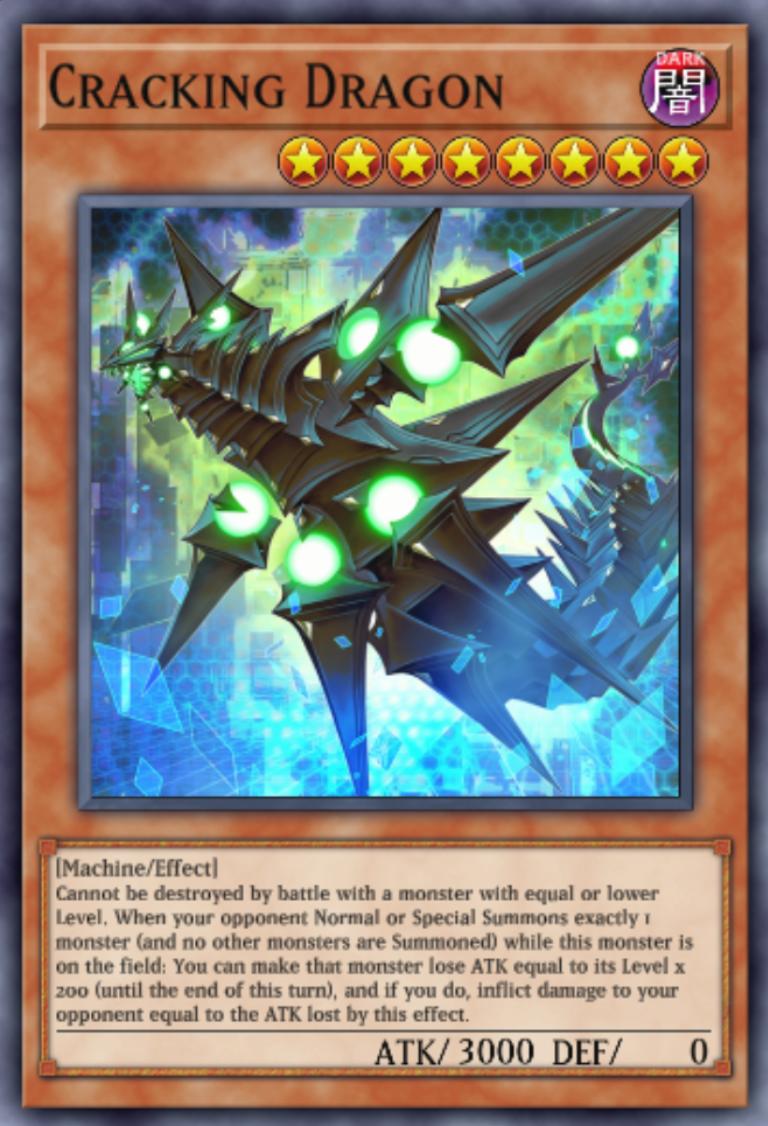 CRACKING DRAGON
DARK
闇
[Machine/Effect]
Cannot be destroyed by battle with a monster with equal or lower
Level. When your opponent Normal or Special Summons exactly 1
monster (and no other monsters are Summoned) while this monster is
on the field: You can make that monster lose ATK equal to its Level x
200 (until the end of this turn), and if you do, inflict damage to your
opponent equal to the ATK lost by this effect.
ATK/ 3000 DEF/ 0